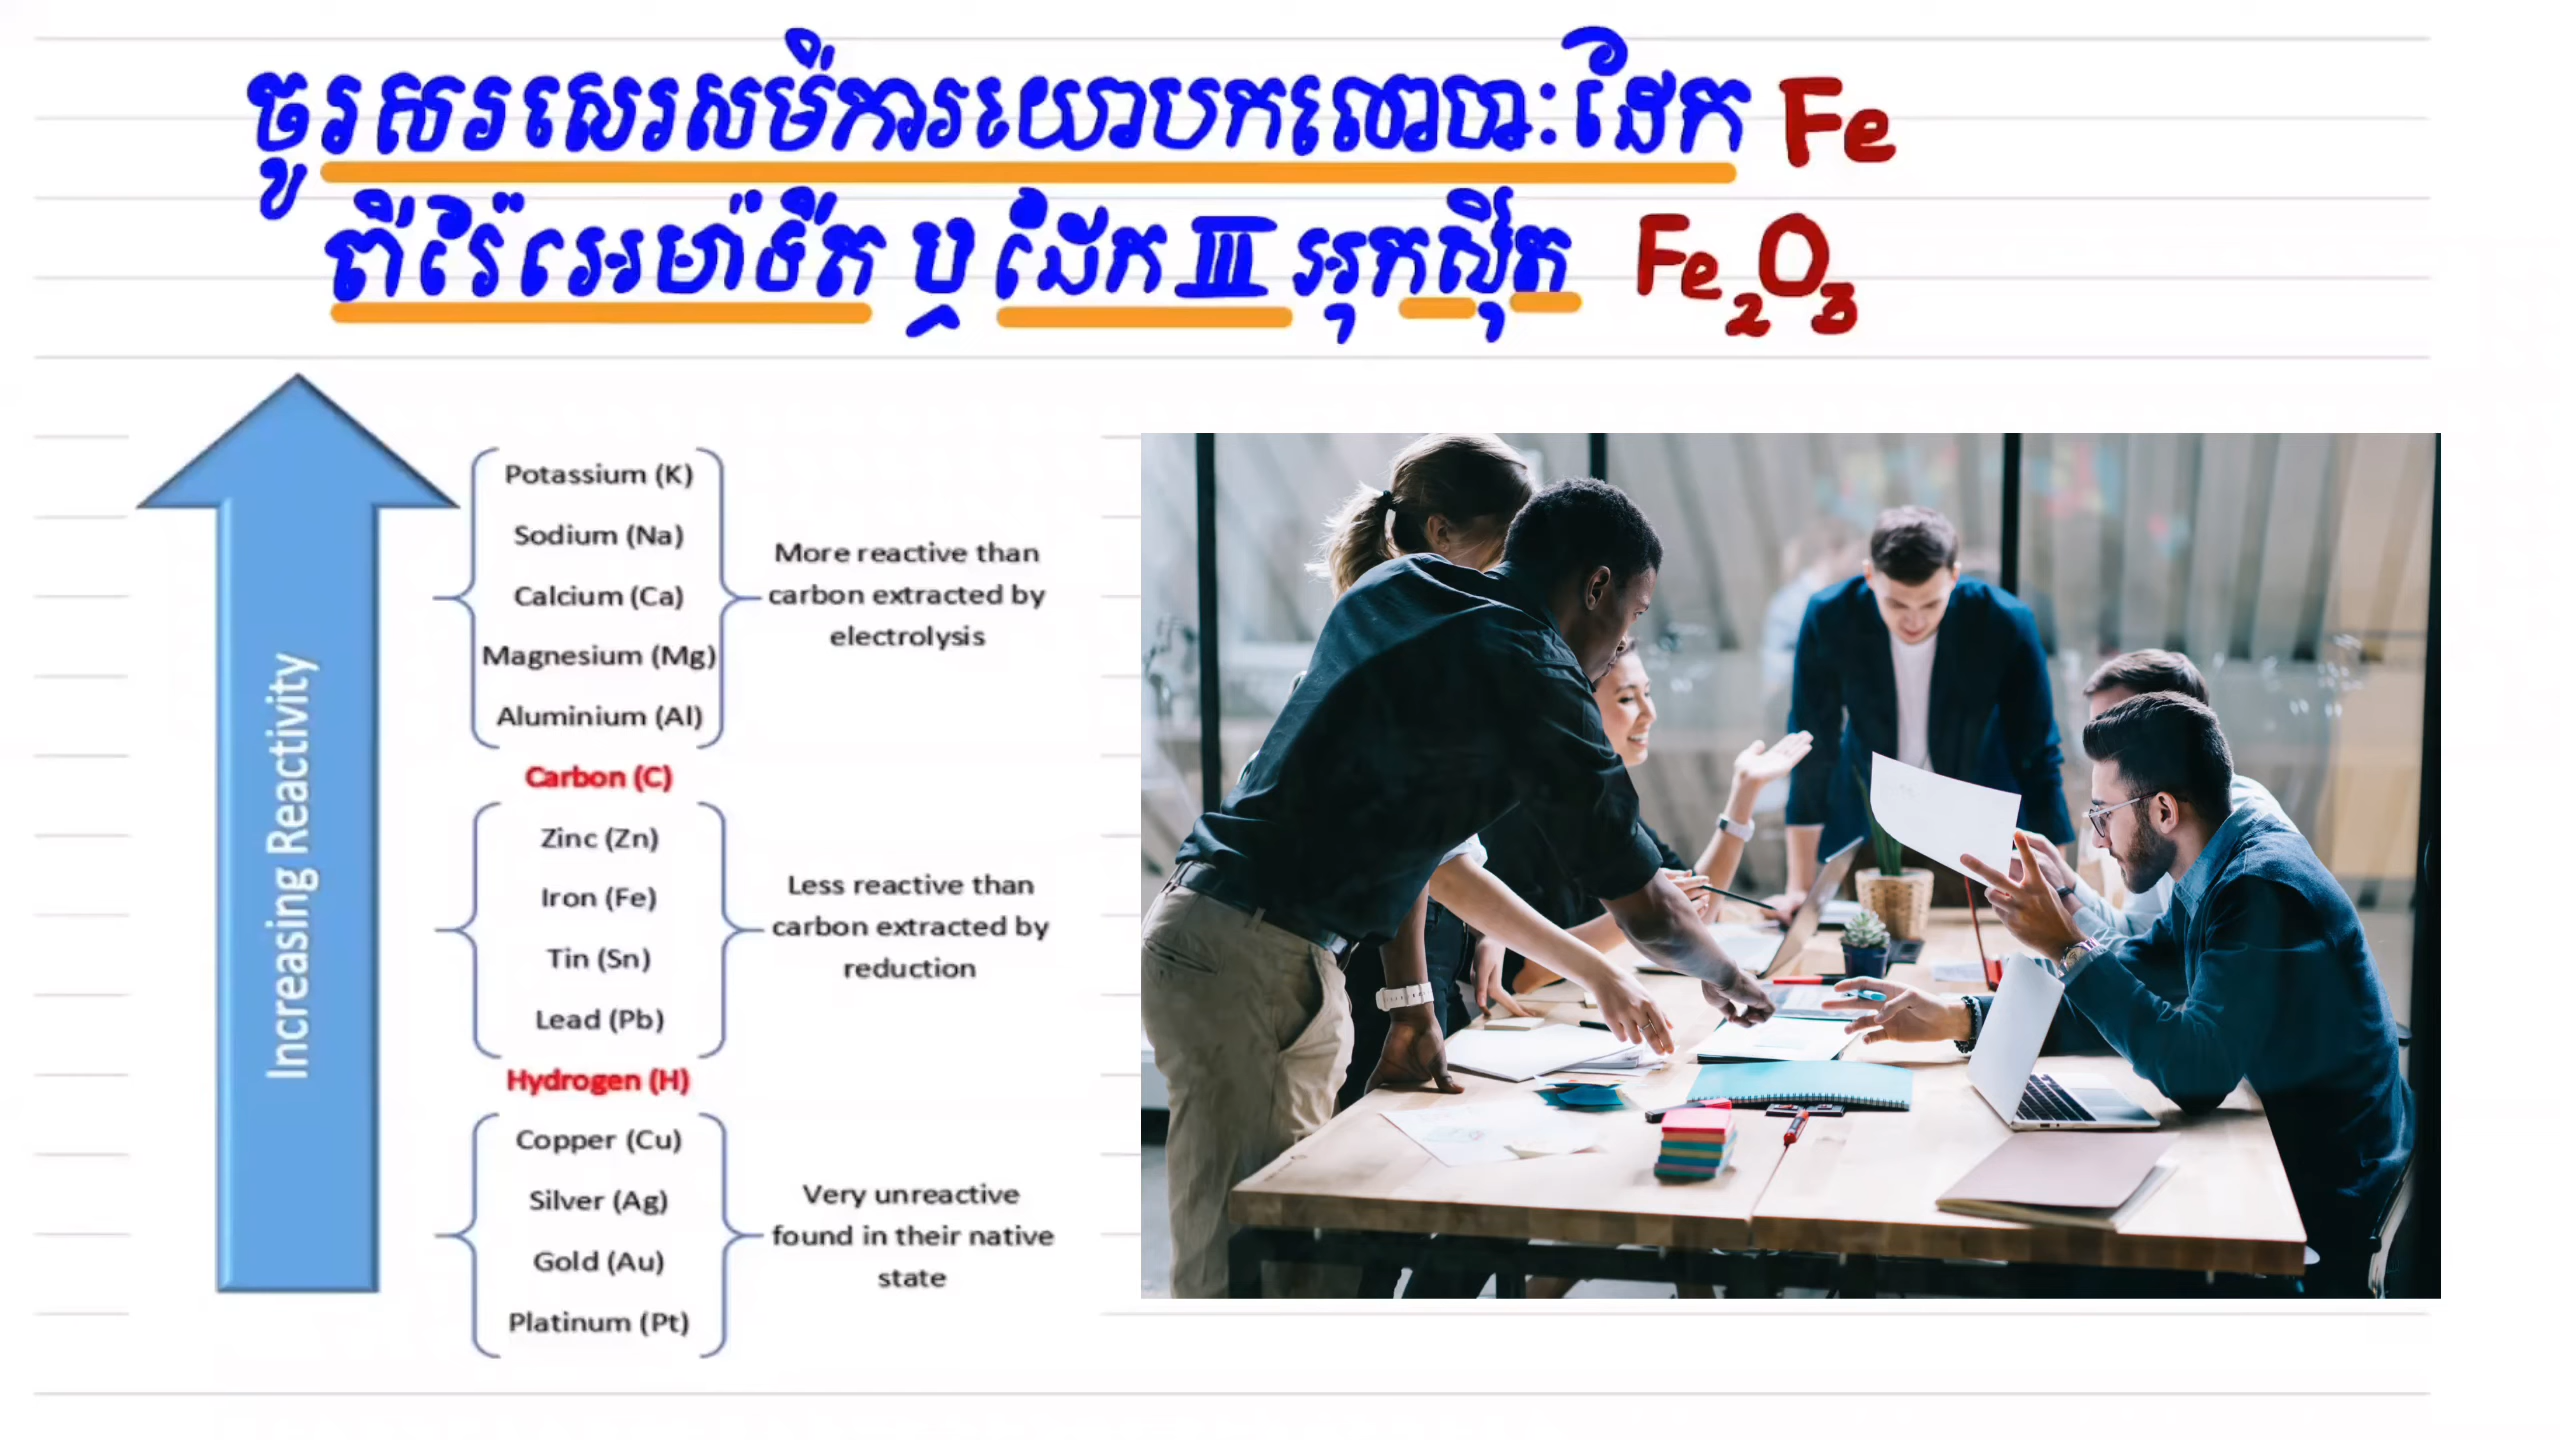 ចូរសរសេរសមីការយោបកលោហៈដែក Fe
ពីរ៉ែអេម៉ាទីត ឬ ដែក III អុកស៊ីត Fe₂O₃
Increasing Reactivity
Potassium (K)
Sodium (Na)
Calcium (Ca)
Magnesium (Mg)
Aluminium (Al)
More reactive than
carbon extracted by
electrolysis
Carbon (C)
Zinc (Zn)
Iron (Fe)
Tin (Sn)
Lead (Pb)
Less reactive than
carbon extracted by
reduction
Hydrogen (H)
Copper (Cu)
Silver (Ag)
Gold (Au)
Platinum (Pt)
Very unreactive
found in their native
state